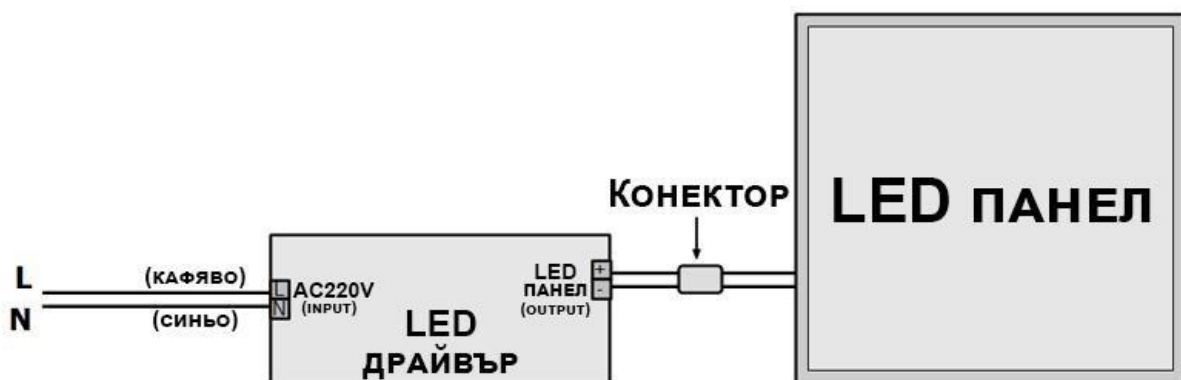 КОНЕКТОР
LED ПАНЕЛ
L
(КАФЯВО)
N
(СИНЬО)
L
N
AC220V
(INPUT)
LED
ПАНЕЛ
(OUTPUT)
+
-
LED
ДРАЙВЪР